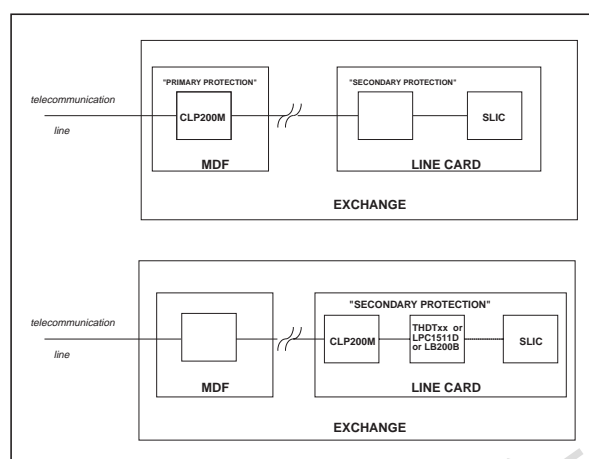 "PRIMARY PROTECTION"
"SECONDARY PROTECTION"
telecommunication
line
CLP200M
SLIC
MDF
LINE CARD
EXCHANGE
"SECONDARY PROTECTION"
telecommunication
line
CLP200M
THDTxx or
LPC1511D
or LB200B
SLIC
MDF
LINE CARD
EXCHANGE